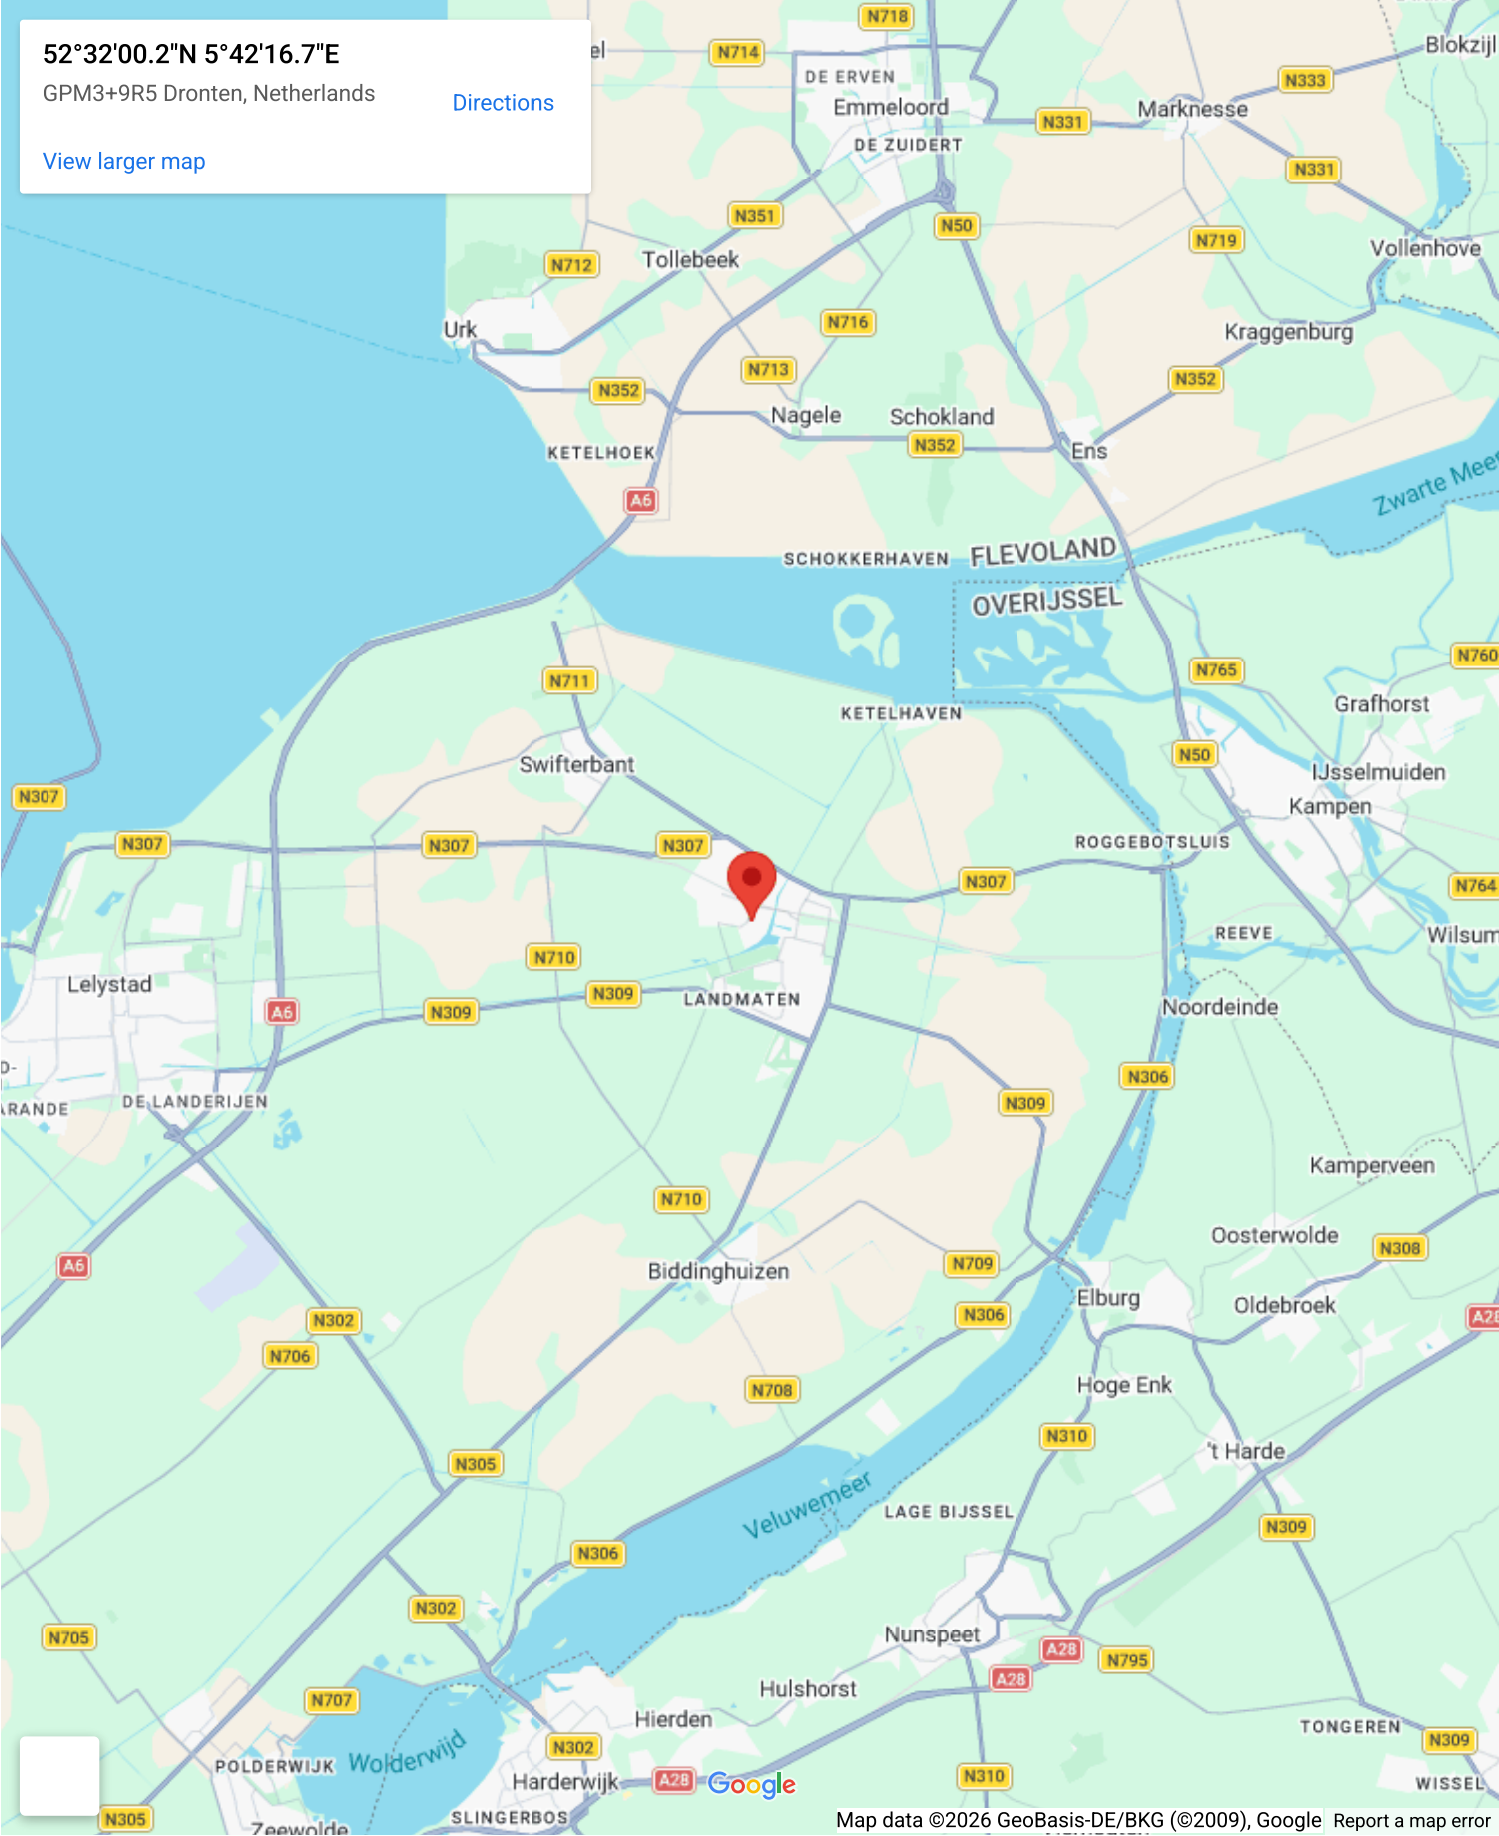 52°32'00.2"N 5°42'16.7"E
GPM3+9R5 Dronten, Netherlands
Directions
View larger map
N718
Blokzijl
N714
DE ERVEN
N333
Emmeloord
Marknesse
N331
DE ZUIDERT
N331
N351
N50
N719
Vollenhove
Tollebeek
N712
N716
Urk
Kraggenburg
N713
N352
N352
Nagele
Schokland
N352
KETELHOEK
Ens
Zwarte Meer
A6
FLEVOLAND
SCHOKKERHAVEN
OVERIJSSEL
N760
N765
N711
Grafhorst
KETELHAVEN
N50
Swifterbant
IJsselmuiden
N307
Kampen
N307
N307
N307
ROGGEBOTSLUIS
N307
N764
REEVE
Wilsum
N710
Lelystad
N309
LANDMATEN
Noordeinde
A6
N309
D-
N306
DE LANDERIJEN
N309
ARANDE
Kamperveen
N710
Oosterwolde
N308
A6
Biddinghuizen
N709
Elburg
Oldebroek
N306
A28
N302
N706
Hoge Enk
N708
N310
't Harde
N305
Veluwemeer
LAGE BIJSSEL
N309
N306
N302
Nunspeet
N705
A28
N795
A28
Hulshorst
N707
Hierden
TONGEREN
N309
N302
Wolderwijd
POLDERWIJK
N310
Harderwijk
A28
Google
WISSEL
SLINGERBOS
N305
Zeewolde
Map data ©2026 GeoBasis-DE/BKG (©2009), Google
Report a map error